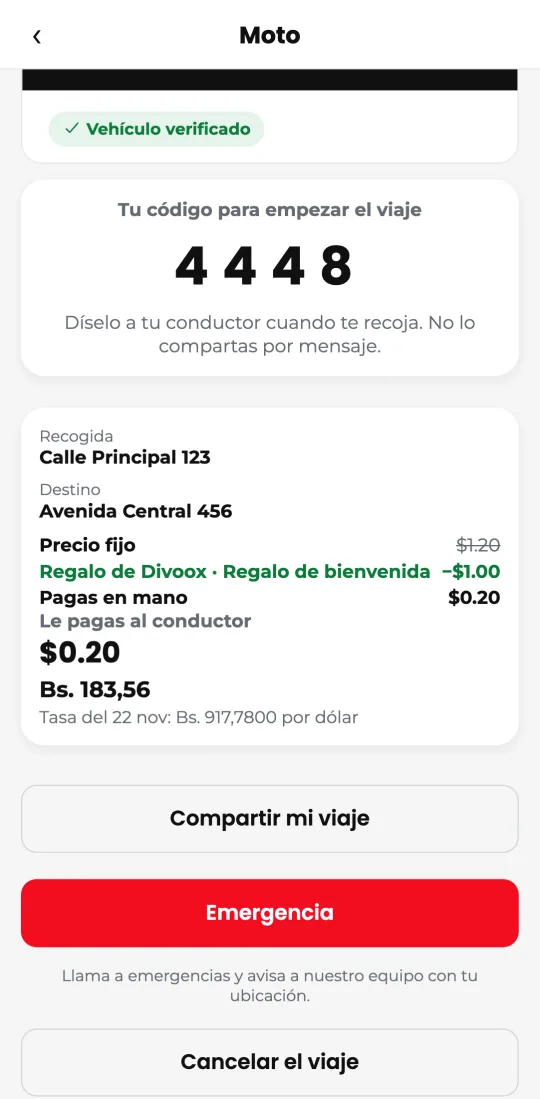 Moto
Vehículo verificado
Tu código para empezar el viaje
4 4 4 8
Díselo a tu conductor cuando te recoja. No lo
compartas por mensaje.
Recogida
Calle Principal 123
Destino
Avenida Central 456
Precio fijo $1.20
Regalo de Divoox · Regalo de bienvenida −$1.00
Pagas en mano $0.20
Le pagas al conductor
$0.20
Bs. 183,56
Tasa del 22 nov: Bs. 917,7800 por dólar
Compartir mi viaje
Emergencia
Llama a emergencias y avisa a nuestro equipo con tu
ubicación.
Cancelar el viaje